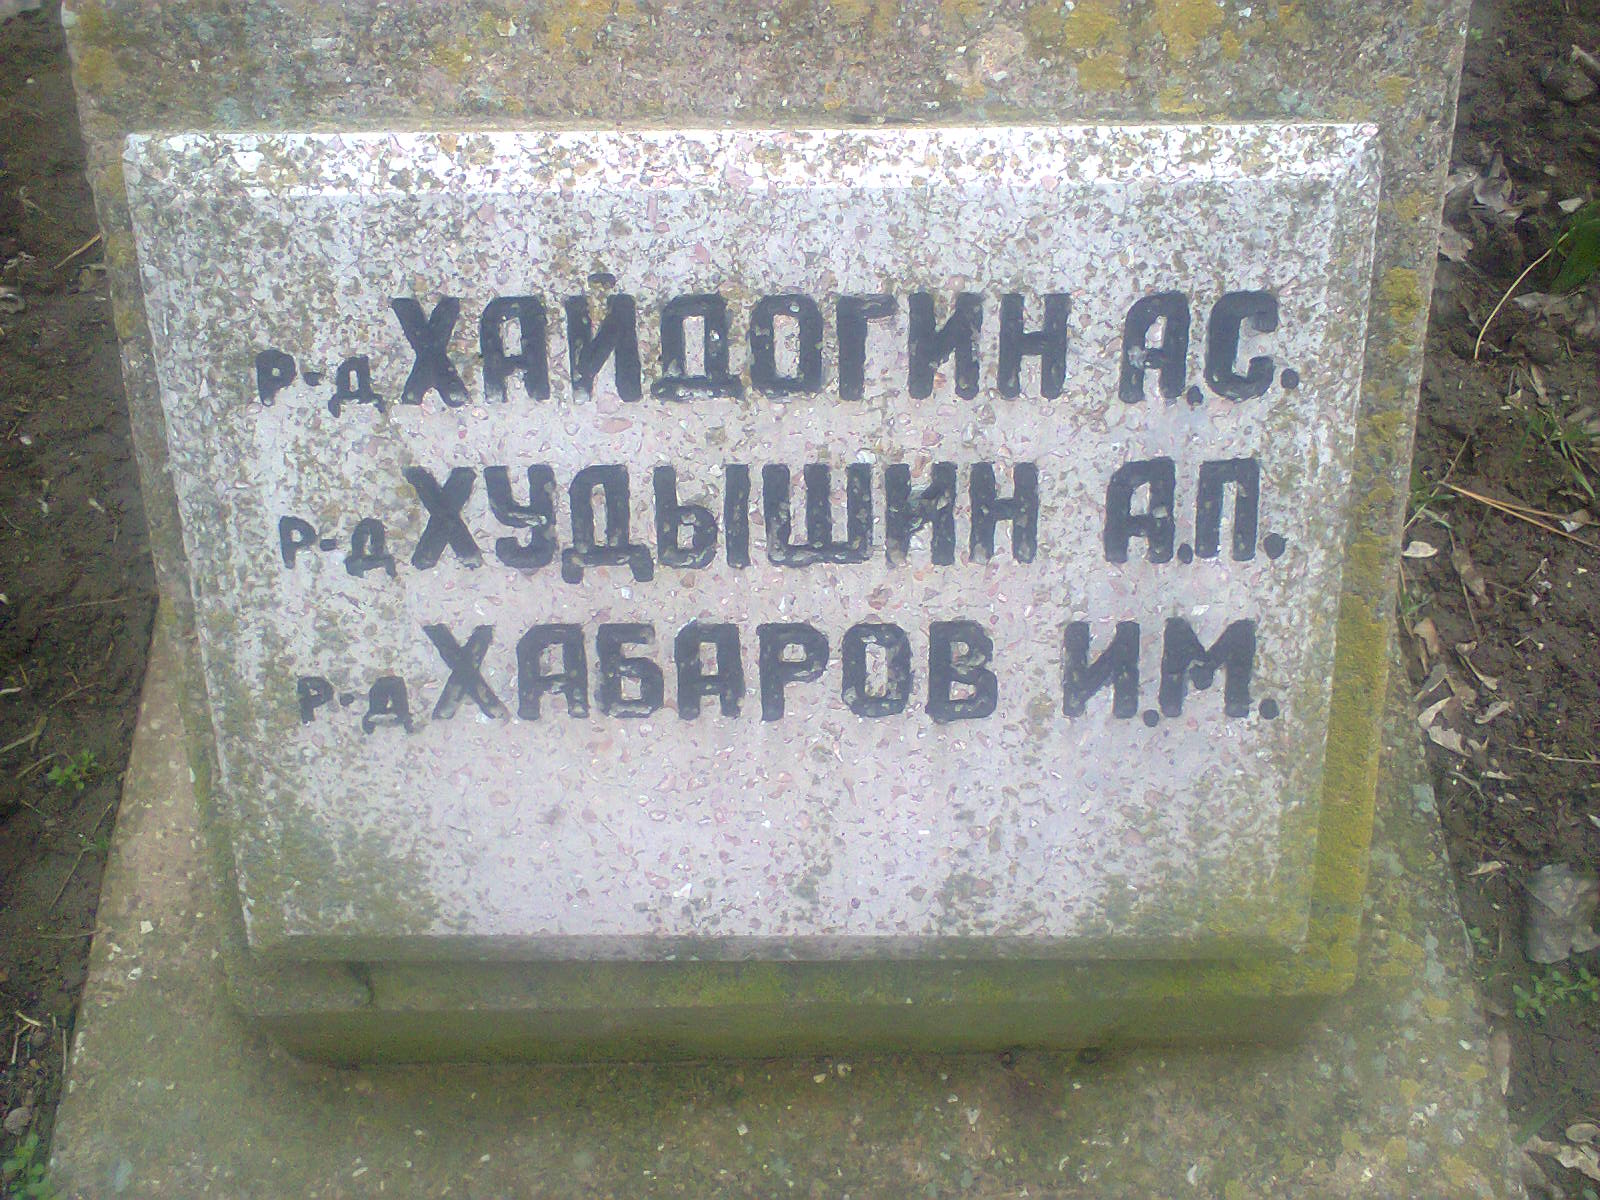 Р-Д ХАЙДОГИН А.С.
Р-Д ХУДЫШИН А.П.
Р-Д ХАБАРОВ И.М.